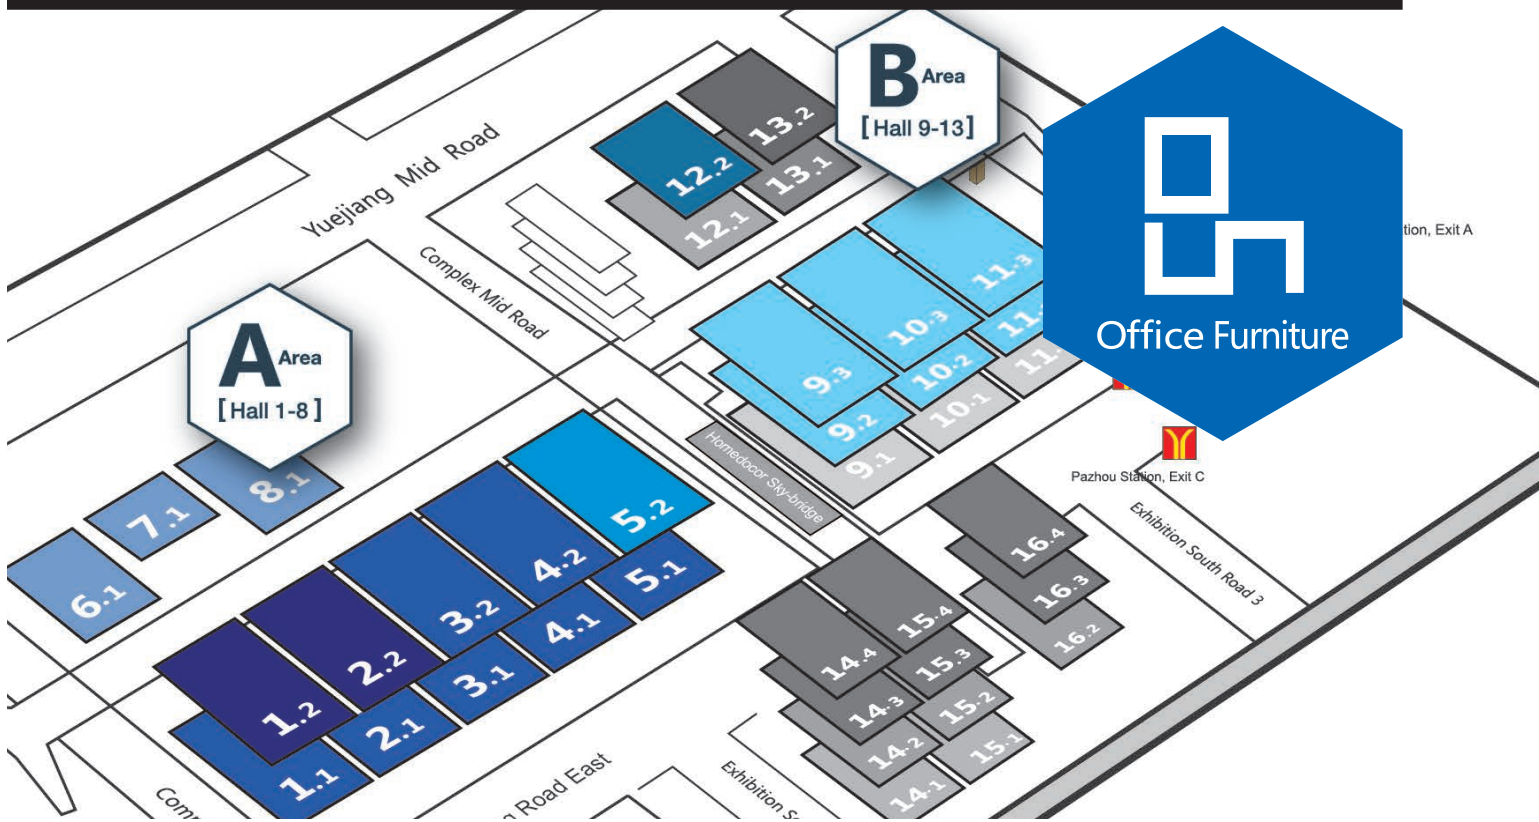 B Area
[ Hall 9-13 ]
A Area
[ Hall 1-8 ]
Office Furniture
Yuejiang Mid Road
Complex Mid Road
Homedacor Sky-bridge
Exit A
Pazhou Station, Exit C
Exhibition South Road 3
Road East
Exhibition
13.2
13.1
12.2
12.1
11.3
10.3
10.2
10.1
9.3
9.2
9.1
8.1
7.1
6.1
5.2
5.1
4.2
4.1
3.2
3.1
2.2
2.1
1.2
1.1
16.4
16.3
16.2
15.4
15.3
15.2
15.1
14.4
14.3
14.2
14.1